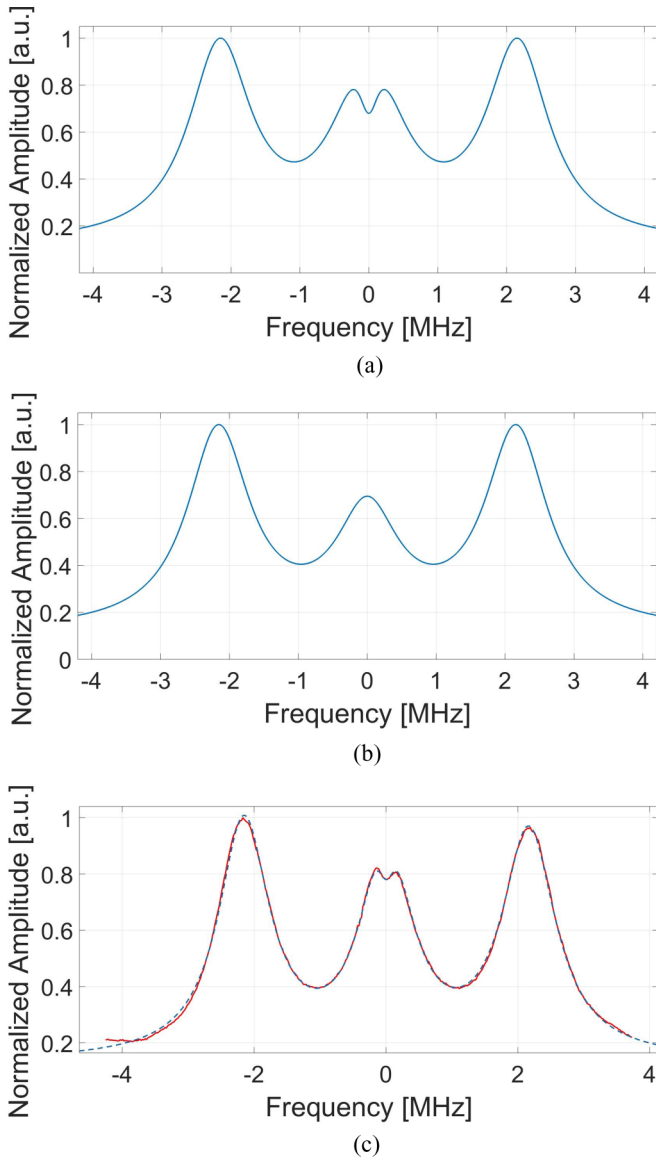 Normalized Amplitude [a.u.]
1
0.8
0.6
0.4
0.2
-4 -3 -2 -1 0 1 2 3 4
Frequency [MHz]
(a)
Normalized Amplitude [a.u.]
1
0.8
0.6
0.4
0.2
0
-4 -3 -2 -1 0 1 2 3 4
Frequency [MHz]
(b)
Normalized Amplitude [a.u.]
1
0.8
0.6
0.4
0.2
-4 -2 0 2 4
Frequency [MHz]
(c)